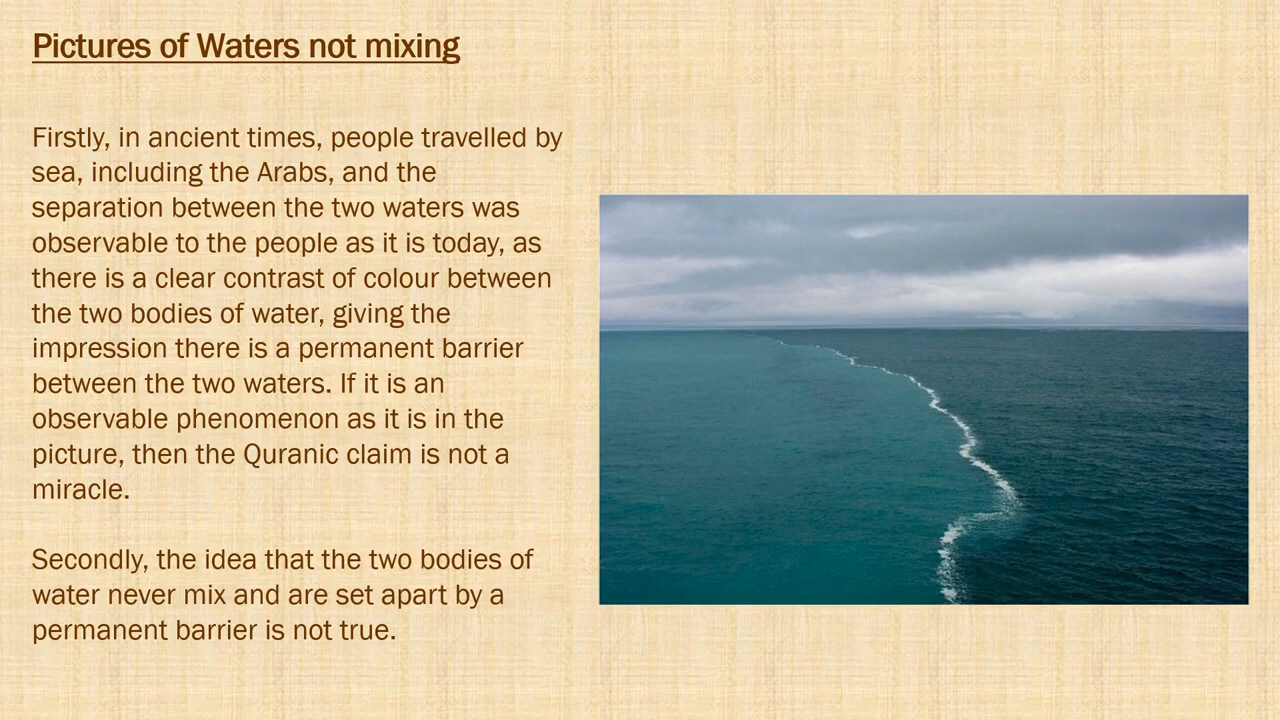 Pictures of Waters not mixing
Firstly, in ancient times, people travelled by
sea, including the Arabs, and the
separation between the two waters was
observable to the people as it is today, as
there is a clear contrast of colour between
the two bodies of water, giving the
impression there is a permanent barrier
between the two waters. If it is an
observable phenomenon as it is in the
picture, then the Quranic claim is not a
miracle.
Secondly, the idea that the two bodies of
water never mix and are set apart by a
permanent barrier is not true.